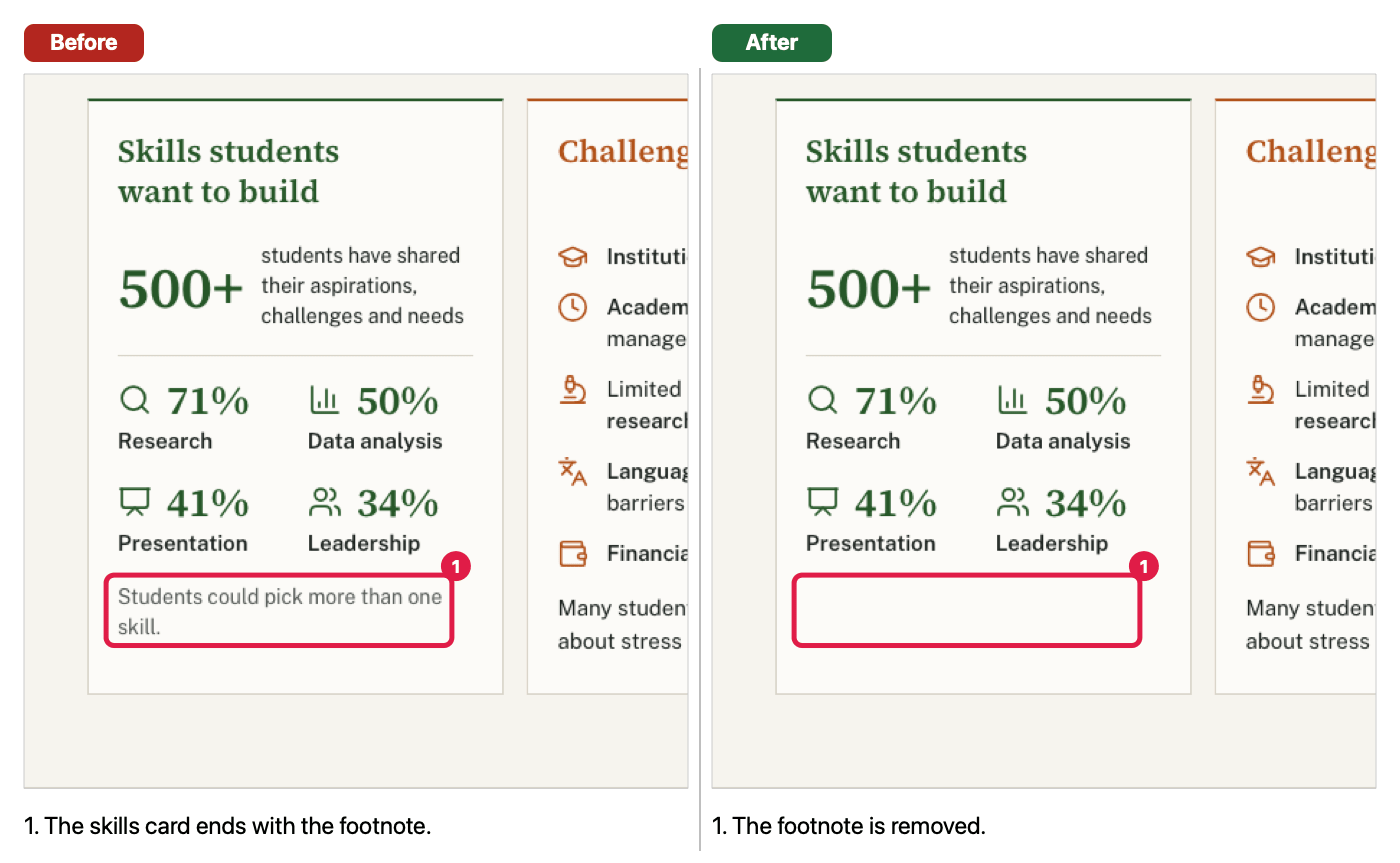 Before
Skills students
want to build
500+
students have shared
their aspirations,
challenges and needs
71%
Research
50%
Data analysis
41%
Presentation
34%
Leadership
1
Students could pick more than one
skill.
Challeng
Instituti
Academ
manage
Limited
research
Languag
barriers
Financia
Many studen
about stress
1. The skills card ends with the footnote.
After
Skills students
want to build
500+
students have shared
their aspirations,
challenges and needs
71%
Research
50%
Data analysis
41%
Presentation
34%
Leadership
1
Challeng
Instituti
Academ
manage
Limited
research
Languag
barriers
Financia
Many studen
about stress
1. The footnote is removed.